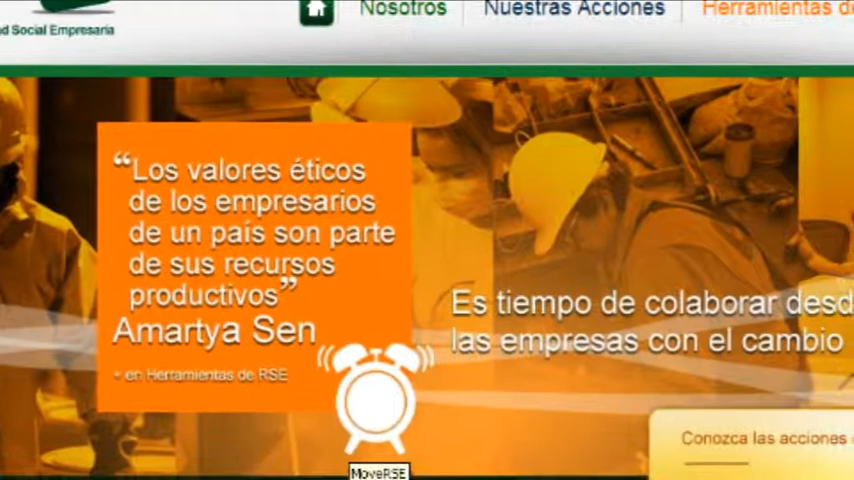 d Social Empresaria
Nosotros
Nuestras Acciones
Herramientas de
“Los valores éticos
de los empresarios
de un país son parte
de sus recursos
productivos”
Amartya Sen
+ en Herramientas de RSE
Es tiempo de colaborar desd
las empresas con el cambio
Conozca las acciones
MoveRSE